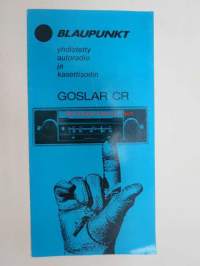 BLAUPUNKT
yhdistetty
autoradio
ja
kasettisoitin
GOSLAR CR